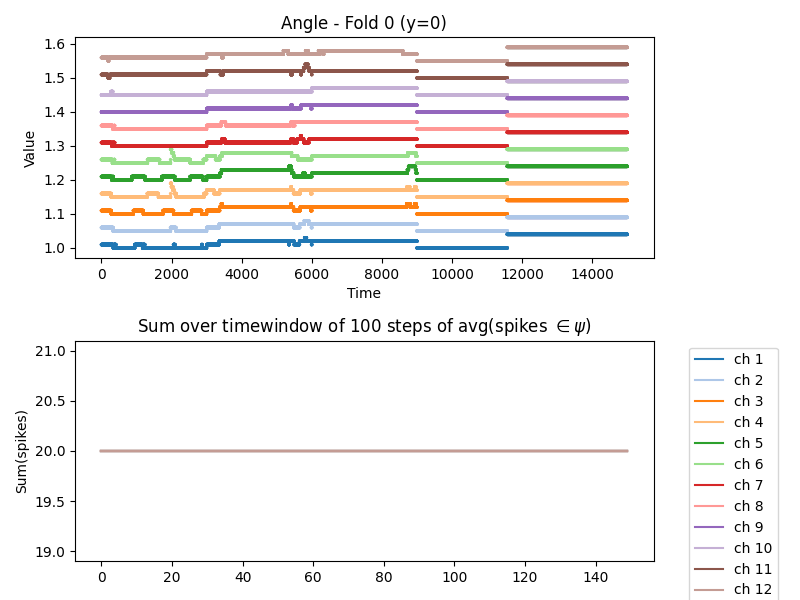 Angle - Fold 0 (y=0)
1.6
1.5
1.4
1.3
1.2
1.1
1.0
Value
0 2000 4000 6000 8000 10000 12000 14000
Time
Sum over timewindow of 100 steps of avg(spikes ∈ ψ)
21.0
20.5
20.0
19.5
19.0
Sum(spikes)
0 20 40 60 80 100 120 140
ch 1
ch 2
ch 3
ch 4
ch 5
ch 6
ch 7
ch 8
ch 9
ch 10
ch 11
ch 12